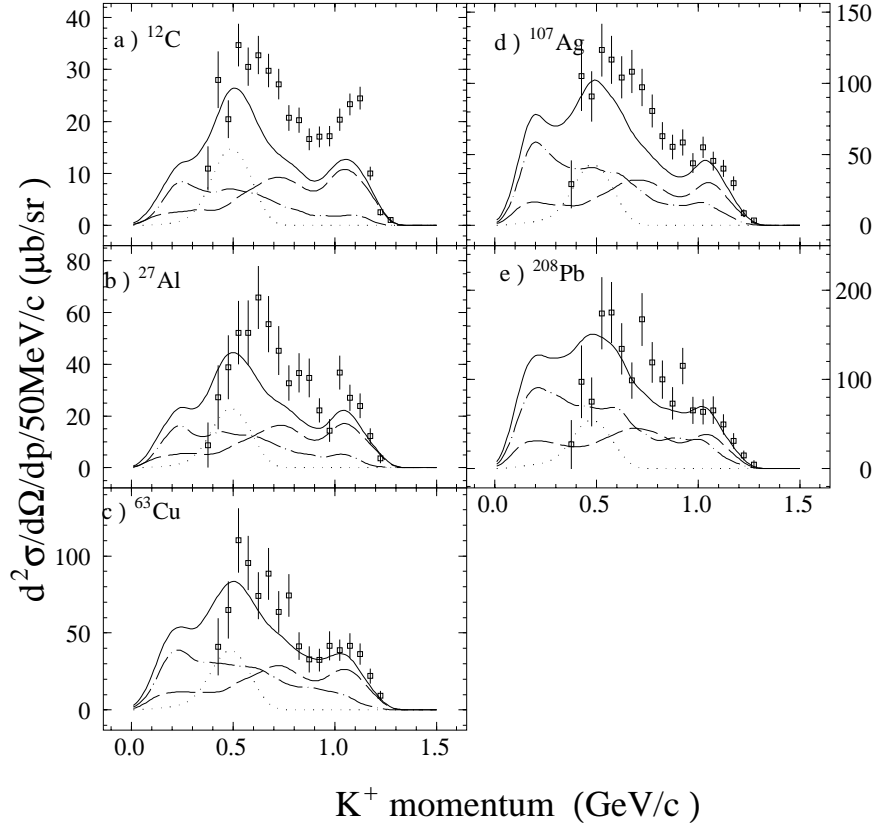 40
30
20
10
0
a ) ¹²C
150
100
50
0
d ) ¹⁰⁷Ag
80
60
40
20
0
b ) ²⁷Al
200
100
0
e ) ²⁰⁸Pb
0.0 0.5 1.0 1.5
100
50
0
c ) ⁶³Cu
0.0 0.5 1.0 1.5
d²σ/dΩ/dp/50MeV/c (μb/sr)
K⁺ momentum (GeV/c )